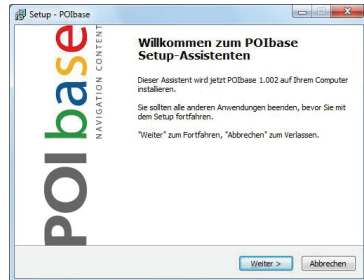 Setup - POIbase
POIbase
NAVIGATION CONTENT
Willkommen zum POIbase
Setup-Assistenten
Dieser Assistent wird jetzt POIbase 1.002 auf Ihrem Computer
installieren.
Sie sollten alle anderen Anwendungen beenden, bevor Sie mit
dem Setup fortfahren.
"Weiter" zum Fortfahren, "Abbrechen" zum Verlassen.
Weiter >
Abbrechen